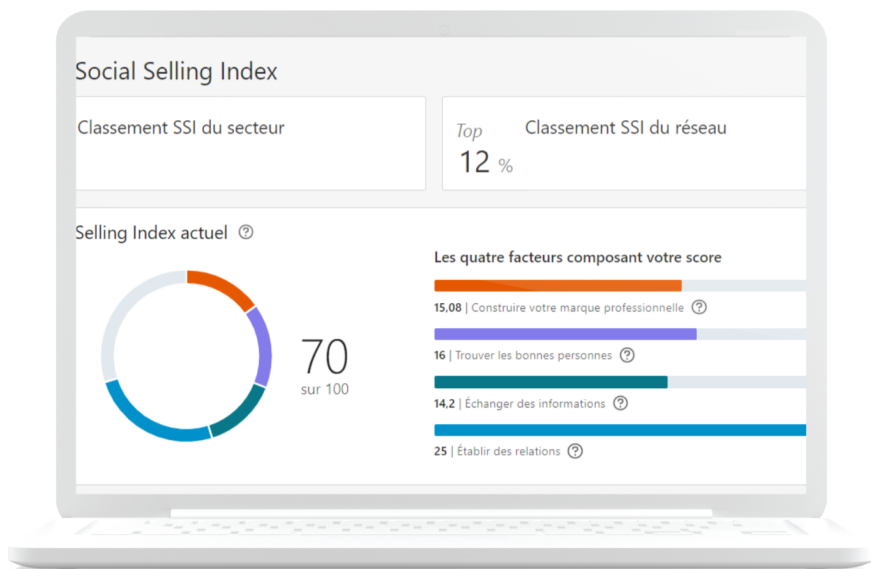 Social Selling Index
Classement SSI du secteur
Top
Classement SSI du réseau
12 %
Selling Index actuel
Les quatre facteurs composant votre score
70
sur 100
15,08 | Construire votre marque professionnelle
16 | Trouver les bonnes personnes
14,2 | Échanger des informations
25 | Établir des relations